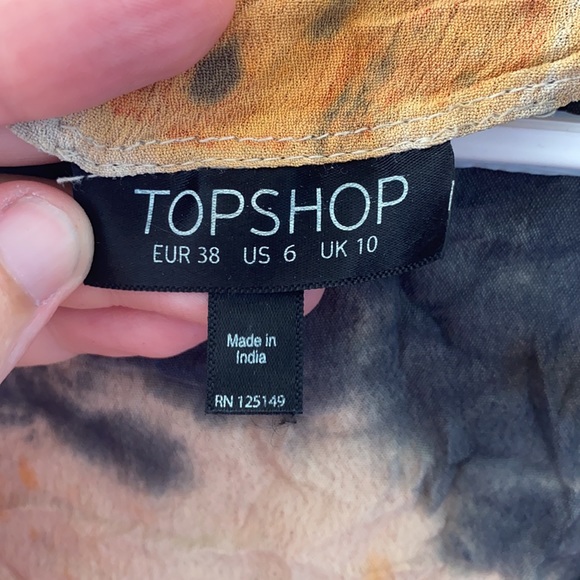 TOPSHOP
EUR 38 US 6 UK 10
Made in
India
RN 125149